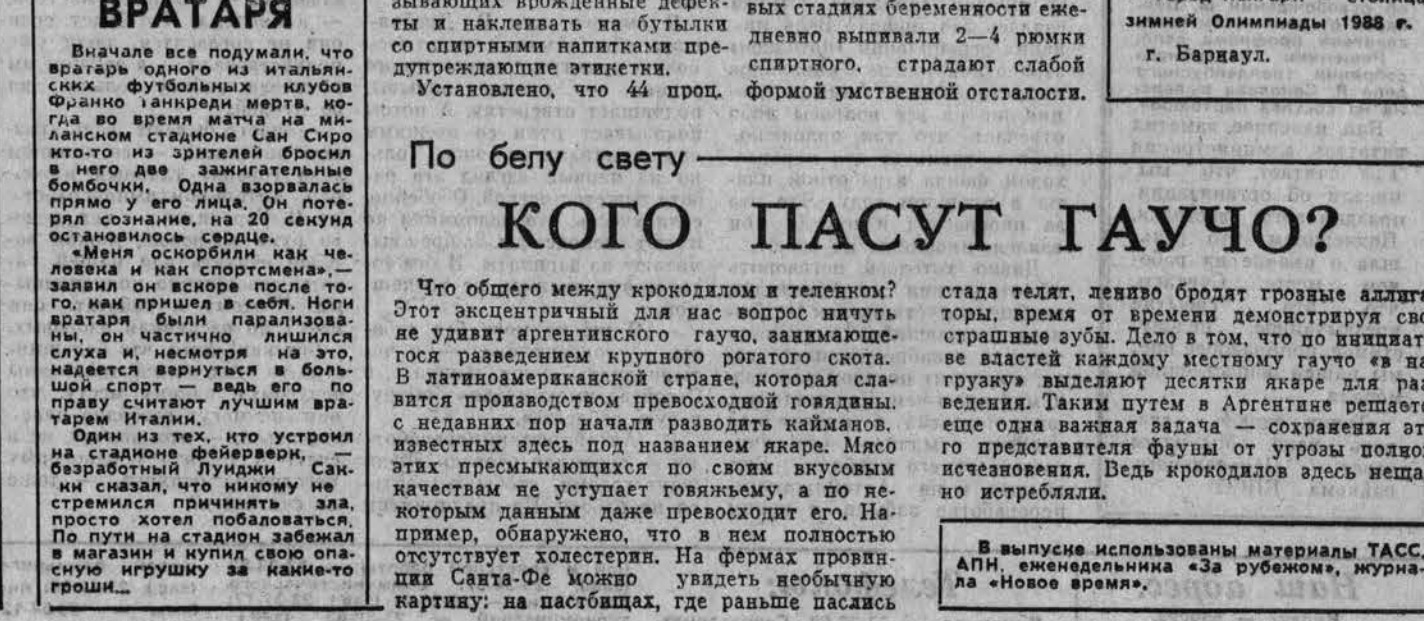 ВРАТАРЯ
Вначале все подумали, что
вратарь одного из итальян-
ских футбольных клубов
Франко Танкреди мертв, ко-
гда во время матча на ми-
ланском стадионе Сан Сиро
кто-то из зрителей бросил
в него две зажигательные
бомбочки. Одна взорвалась
прямо у его лица. Он поте-
рял сознание, на 20 секунд
остановилось сердце.
«Меня оскорбили как че-
ловека и как спортсмена»,—
заявил он вскоре после то-
го, как пришел в себя. Ноги
вратаря были парализова-
ны, он частично лишился
слуха и, несмотря на это,
надеется вернуться в боль-
шой спорт — ведь его по
праву считают лучшим вра-
тарем Италии.
Один из тех, кто устроил
на стадионе фейерверк, —
безработный Луиджи Сак-
ки сказал, что никому не
стремился причинять зла,
просто хотел побаловаться.
По пути на стадион забежал
в магазин и купил свою опа-
сную игрушку за какие-то
гроши...
зывающих врожденные дефек-
ты и наклеивать на бутылки
со спиртными напитками пре-
дупреждающие этикетки.
Установлено, что 44 проц.
вых стадиях беременности еже-
дневно выпивали 2—4 рюмки
спиртного, страдают слабой
формой умственной отсталости.
зимней Олимпиады 1988 г.
г. Барнаул.
По белу свету
КОГО ПАСУТ ГАУЧО?
Что общего между крокодилом и теленком?
Этот эксцентричный для нас вопрос ничуть
не удивит аргентинского гаучо, занимающе-
гося разведением крупного рогатого скота.
В латиноамериканской стране, которая сла-
вится производством превосходной говядины,
с недавних пор начали разводить кайманов,
известных здесь под названием якаре. Мясо
этих пресмыкающихся по своим вкусовым
качествам не уступает говяжьему, а по не-
которым данным даже превосходит его. На-
пример, обнаружено, что в нем полностью
отсутствует холестерин. На фермах провин-
ции Санта-Фе можно увидеть необычную
картину: на пастбищах, где раньше паслись
стада телят, лениво бродят грозные аллига
торы, время от времени демонстрируя сво
страшные зубы. Дело в том, что по инициат
ве властей каждому местному гаучо «в на
грузку» выделяют десятки якаре для раз
ведения. Таким путем в Аргентине решаетс
еще одна важная задача — сохранения эт
го представителя фауны от угрозы полног
исчезновения. Ведь крокодилов здесь неща
но истребляли.
В выпуске использованы материалы ТАСС,
АПН, еженедельника «За рубежом», журна-
ла «Новое время».